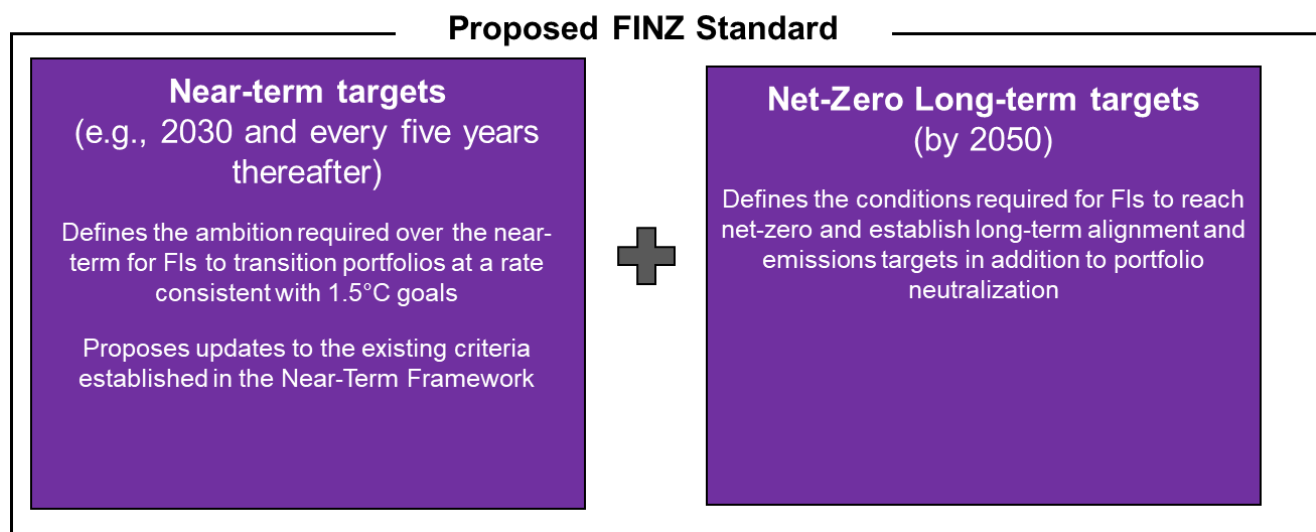 Proposed FINZ Standard
Near-term targets
(e.g., 2030 and every five years
thereafter)
Defines the ambition required over the near-
term for FIs to transition portfolios at a rate
consistent with 1.5°C goals
Proposes updates to the existing criteria
established in the Near-Term Framework
Net-Zero Long-term targets
(by 2050)
Defines the conditions required for FIs to reach
net-zero and establish long-term alignment and
emissions targets in addition to portfolio
neutralization